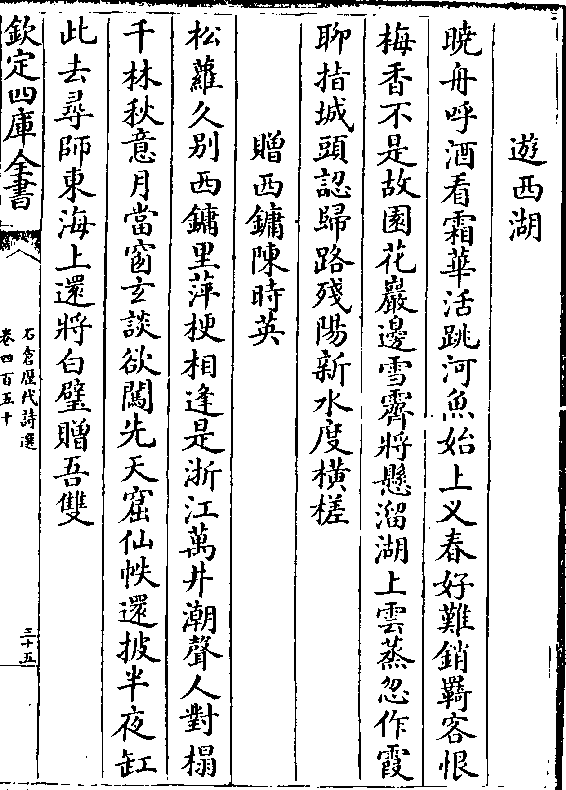 遊西湖
曉舟呼酒看霜華活跳河魚始上义春好難銷羇客恨
梅香不是故園花巖邊雪霽將懸溜湖上雲蒸忽作霞
聊指城頭認歸路殘陽新水度橫槎
贈西鏞陳時英
松蘿久别西鏞里萍梗相逢是浙江萬井潮聲人對榻
千林秋意月當窗玄談欲闖先天窟仙帙還披半夜缸
此去尋師東海上還將白璧贈吾雙
欽定四庫全書
石倉歷代詩選
卷四百五十
三十五